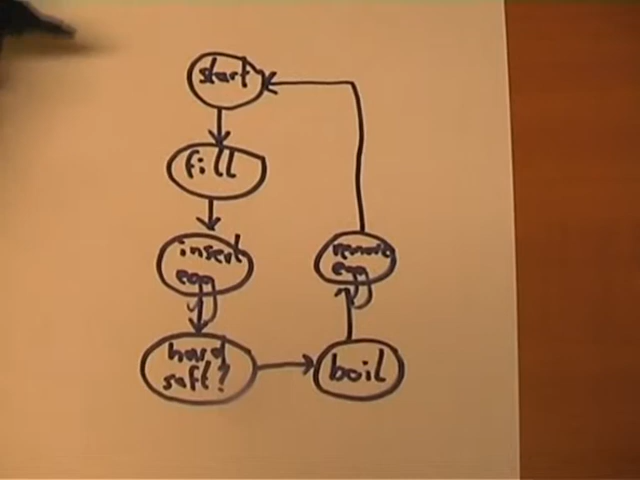 start
fill
insert
egg
hard
soft?
boil
remove
egg